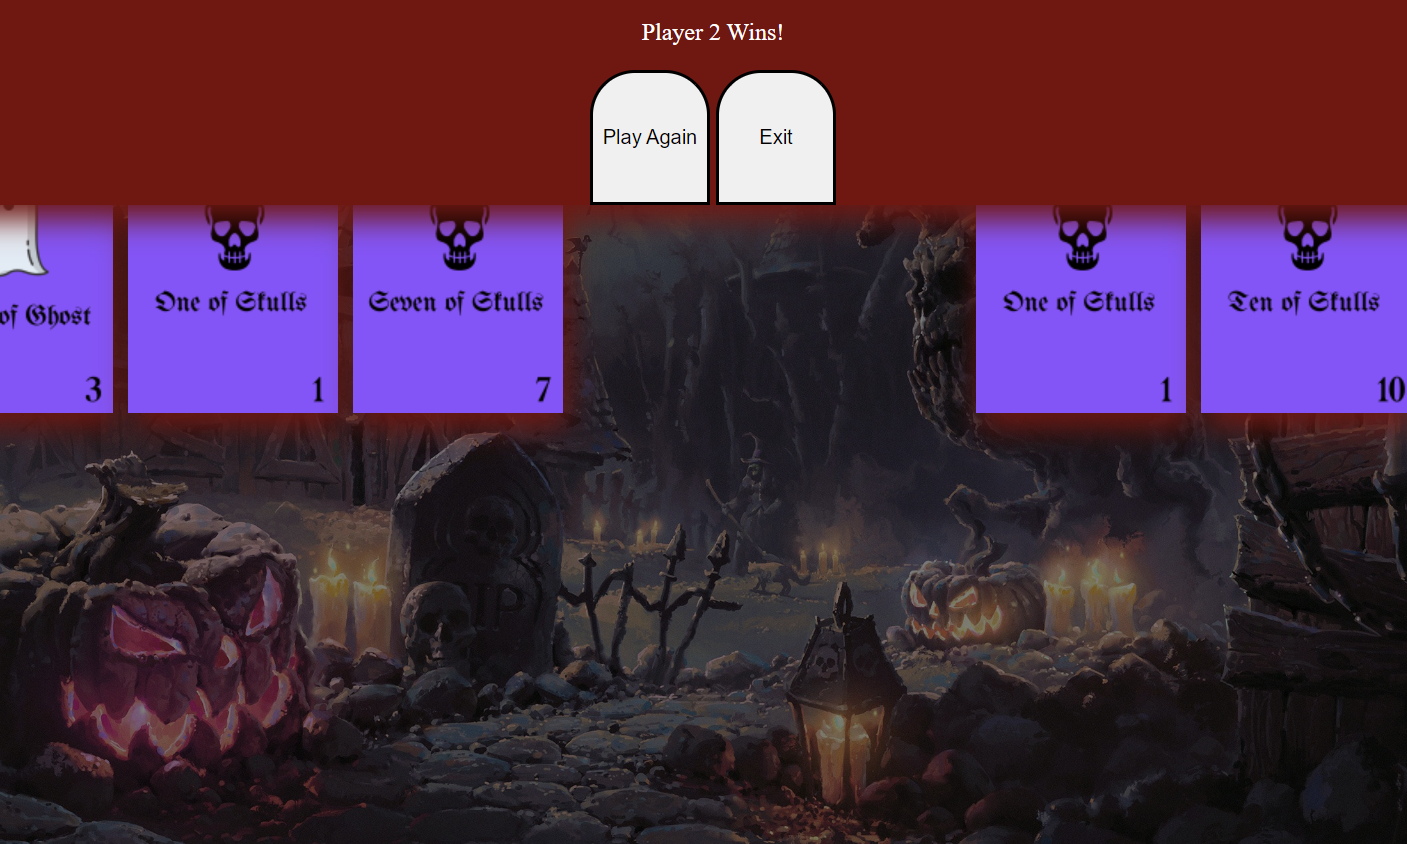 Player 2 Wins!
Play Again
Exit
of Ghost
One of Skulls
Seven of Skulls
One of Skulls
Ten of Skulls
3
1
7
1
10
IP